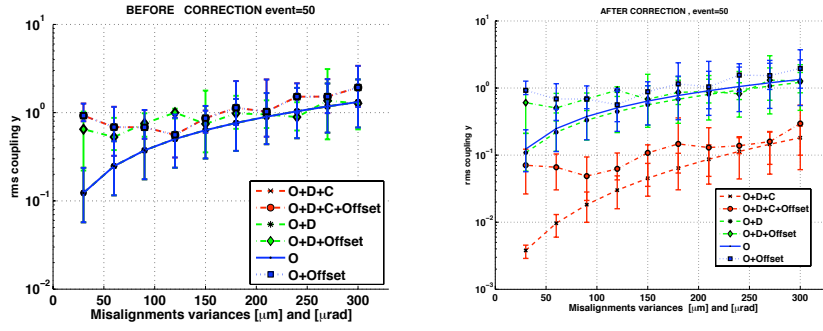 BEFORE CORRECTION event=50
rms coupling y
10^1
10^0
10^-1
10^-2
O+D+C
O+D+C+Offset
O+D
O+D+Offset
O
O+Offset
0 50 100 150 200 250 300
Misalignments variances [μm] and [μrad]
AFTER CORRECTION , event=50
rms coupling y
10^1
10^0
10^-1
10^-2
10^-3
O+D+C
O+D+C+Offset
O+D
O+D+Offset
O
O+Offset
0 50 100 150 200 250 300
Misalignments variances [μm] and [μrad]